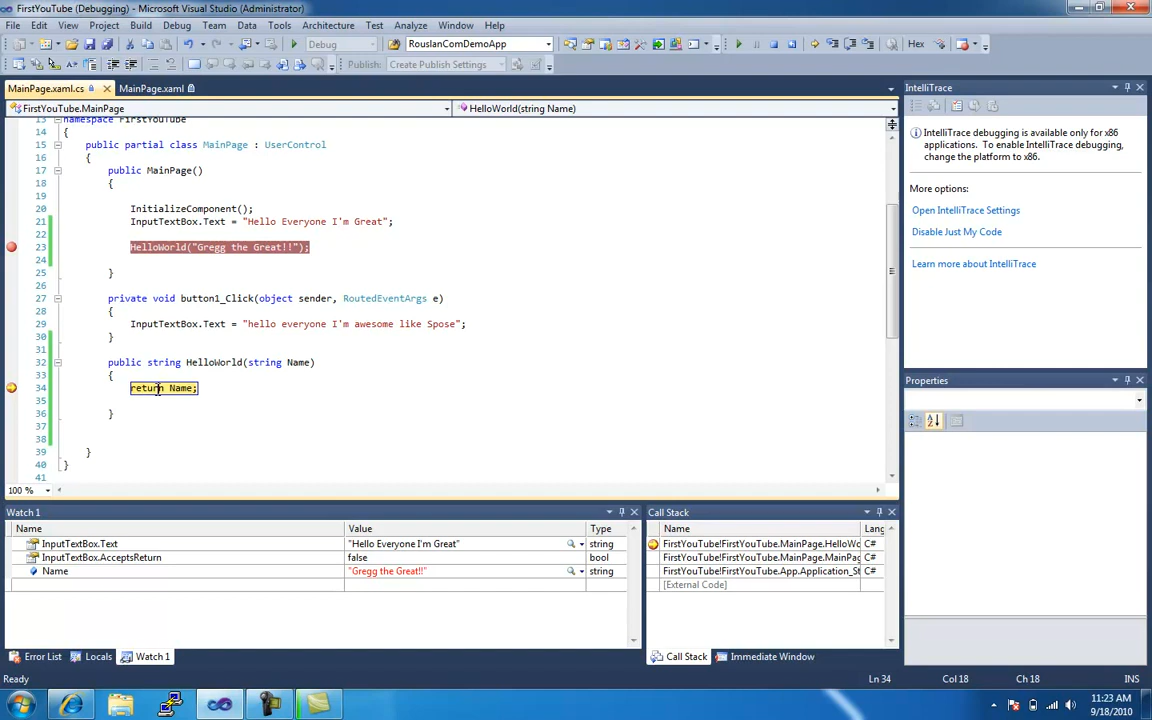 FirstYouTube (Debugging) - Microsoft Visual Studio (Administrator)
File Edit View Project Build Debug Team Data Tools Architecture Test Analyze Window Help
Debug RouslanComDemoApp Hex
Publish: Create Publish Settings
MainPage.xaml.cs MainPage.xaml
FirstYouTube.MainPage HelloWorld(string Name)
13 namespace FirstYouTube
14 {
15 public partial class MainPage : UserControl
16 {
17 public MainPage()
18 {
19
20 InitializeComponent();
21 InputTextBox.Text = "Hello Everyone I'm Great";
22
23 HelloWorld("Gregg the Great!!");
24
25 }
26
27 private void button1_Click(object sender, RoutedEventArgs e)
28 {
29 InputTextBox.Text = "hello everyone I'm awesome like Spose";
30 }
31
32 public string HelloWorld(string Name)
33 {
34 return Name;
35
36 }
37
38
39 }
40 }
41
100 %
IntelliTrace
IntelliTrace debugging is available only for x86
applications. To enable IntelliTrace debugging,
change the platform to x86.
More options:
Open IntelliTrace Settings
Disable Just My Code
Learn more about IntelliTrace
Properties
Watch 1
Name Value Type
InputTextBox.Text "Hello Everyone I'm Great" string
InputTextBox.AcceptsReturn false bool
Name "Gregg the Great!!" string
Call Stack
Name Lang
FirstYouTube!FirstYouTube.MainPage.HelloWo C#
FirstYouTube!FirstYouTube.MainPage.MainPag C#
FirstYouTube!FirstYouTube.App.Application_St C#
[External Code]
Error List Locals Watch 1
Call Stack Immediate Window
Ready Ln 34 Col 18 Ch 18 INS
11:23 AM
9/18/2010